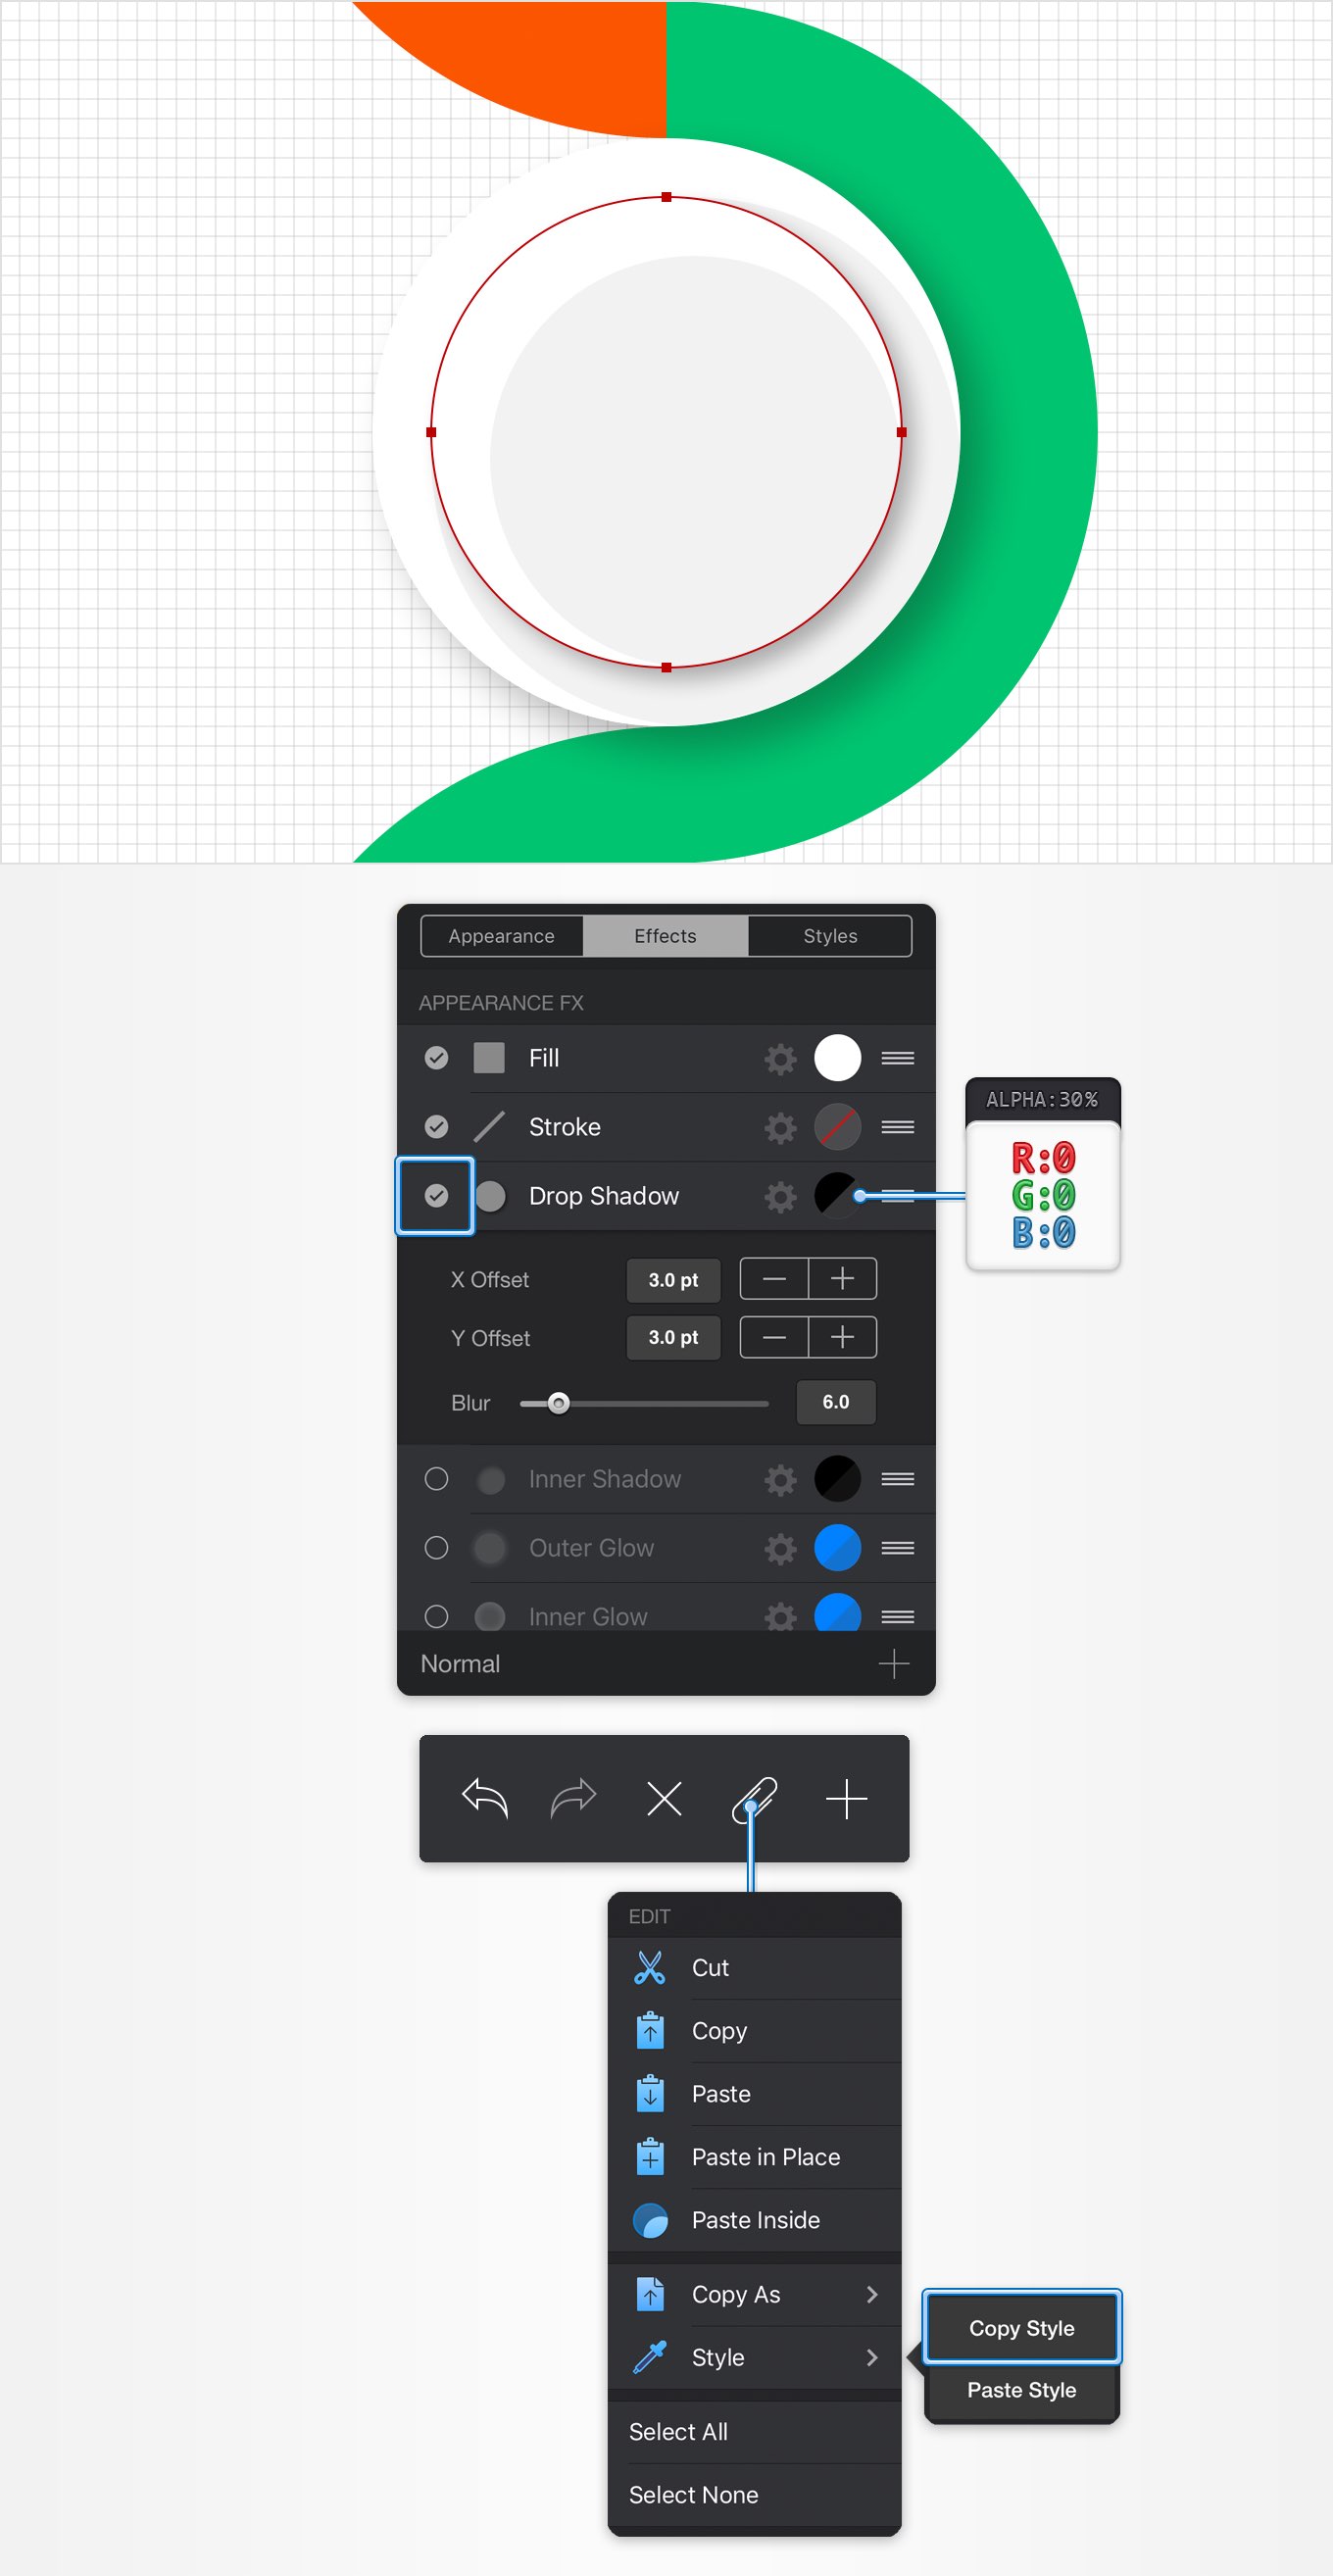 Appearance Effects Styles
APPEARANCE FX
Fill
Stroke
Drop Shadow
ALPHA:30%
R:0
G:0
B:0
X Offset 3.0 pt
Y Offset 3.0 pt
Blur 6.0
Inner Shadow
Outer Glow
Inner Glow
Normal
EDIT
Cut
Copy
Paste
Paste in Place
Paste Inside
Copy As
Style
Copy Style
Paste Style
Select All
Select None